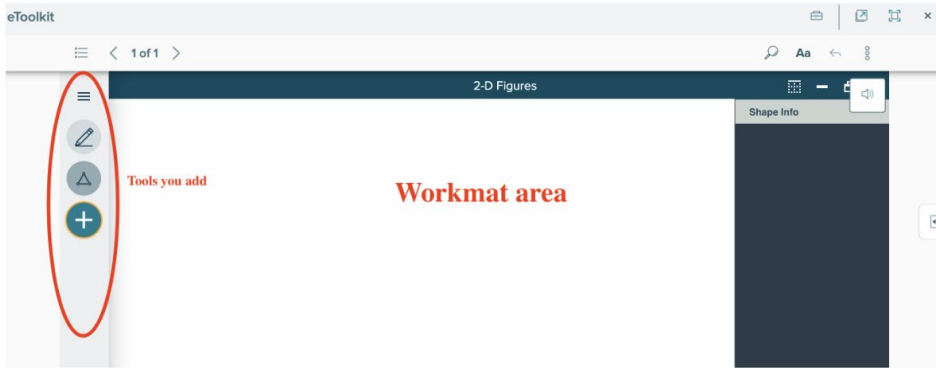 eToolkit
1 of 1
Aa
2-D Figures
Shape Info
Tools you add
Workmat area